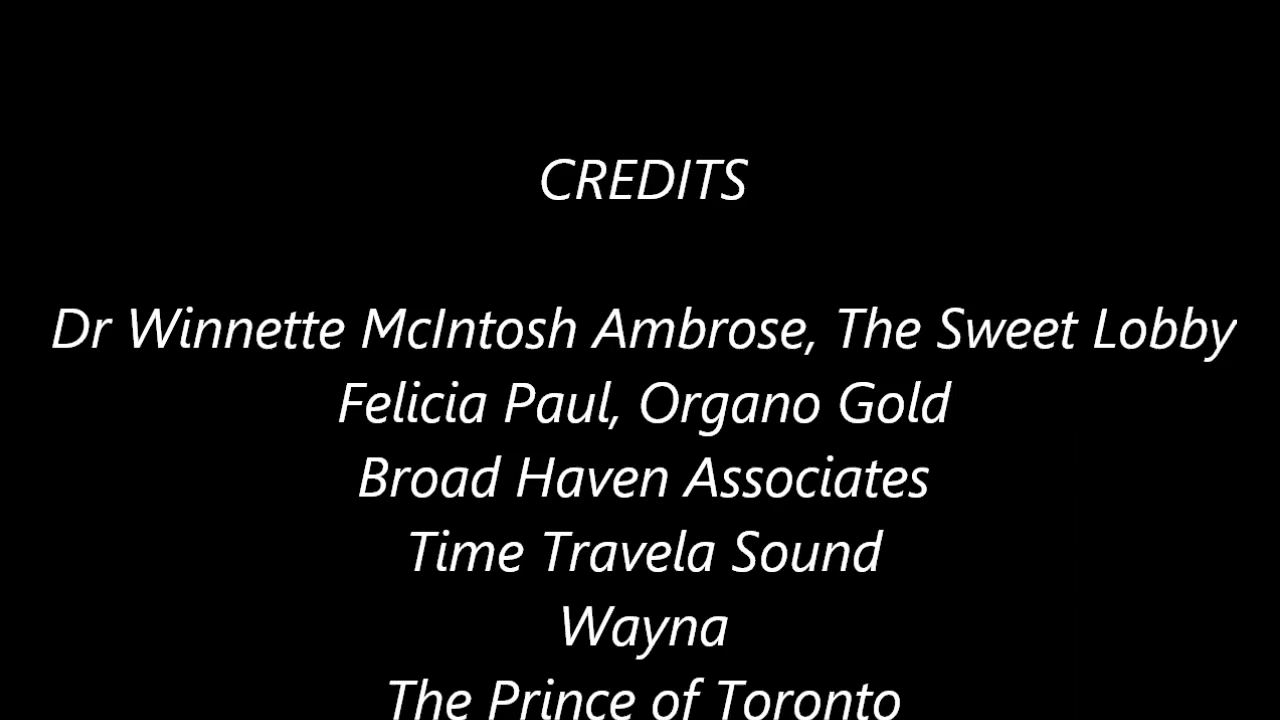 CREDITS
Dr Winnette McIntosh Ambrose, The Sweet Lobby
Felicia Paul, Organo Gold
Broad Haven Associates
Time Travela Sound
Wayna
The Prince of Toronto